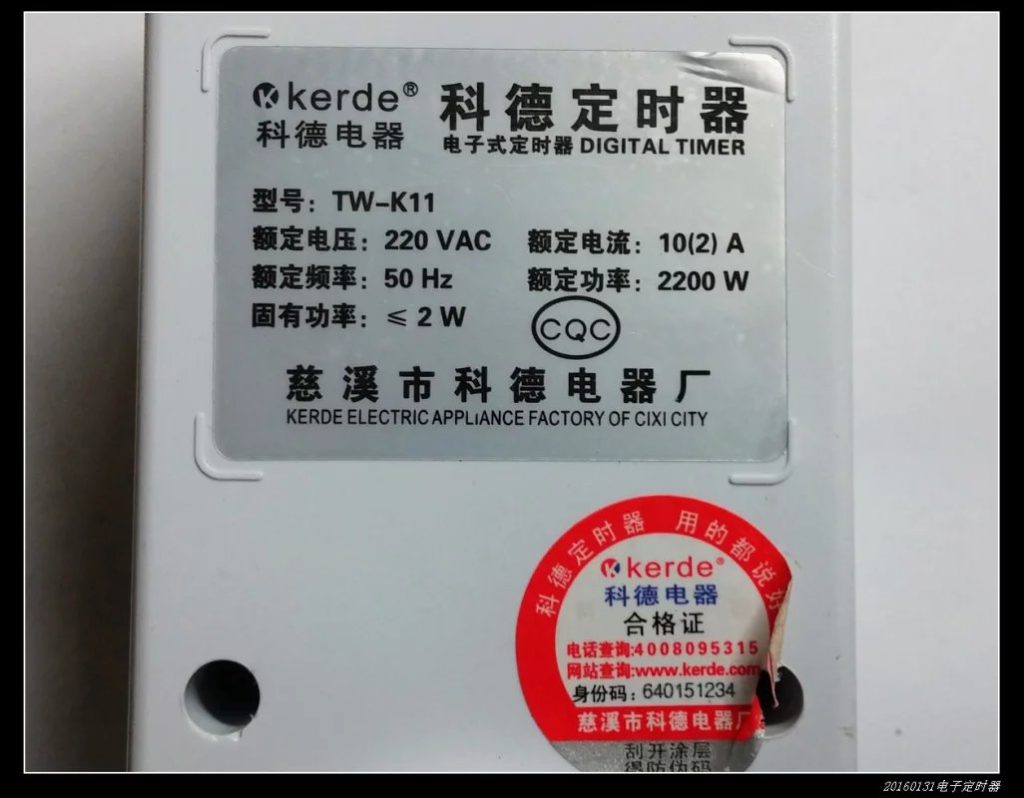 kerde® 科德定时器
科德电器 电子式定时器 DIGITAL TIMER
型号：TW-K11
额定电压：220 VAC 额定电流：10(2) A
额定频率：50 Hz 额定功率：2200 W
固有功率：≤ 2 W
CQC
慈溪市科德电器厂
KERDE ELECTRIC APPLIANCE FACTORY OF CIXI CITY
科德定时器 用的都说好
kerde®
科德电器
合格证
电话查询:4008095315
网站查询:www.kerde.com
身份码：640151234
慈溪市科德电器厂
刮开涂层
得防伪码
20160131电子定时器